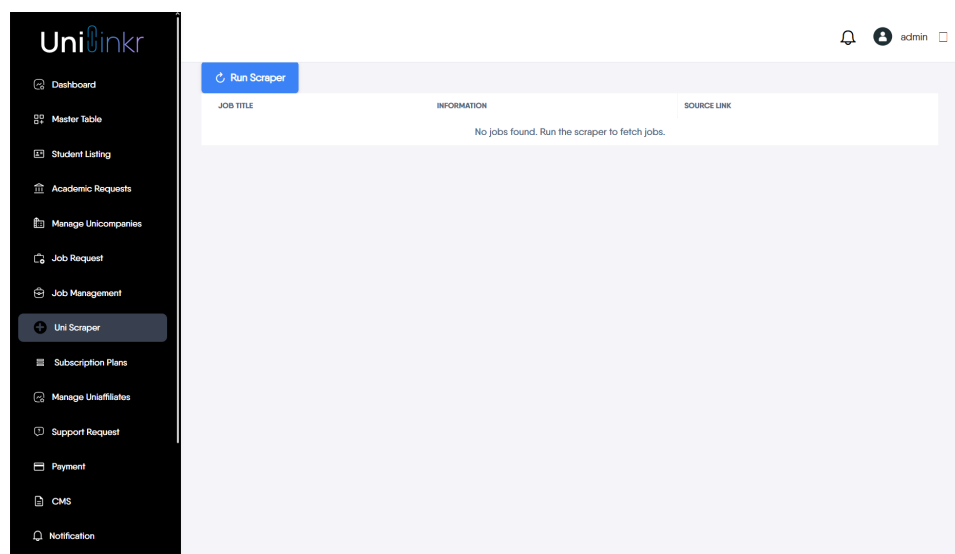 Unilinkr
admin
Dashboard
Master Table
Student Listing
Academic Requests
Manage Unicompanies
Job Request
Job Management
Uni Scraper
Subscription Plans
Manage Uniaffiliates
Support Request
Payment
CMS
Notification
Run Scraper
JOB TITLE INFORMATION SOURCE LINK
No jobs found. Run the scraper to fetch jobs.